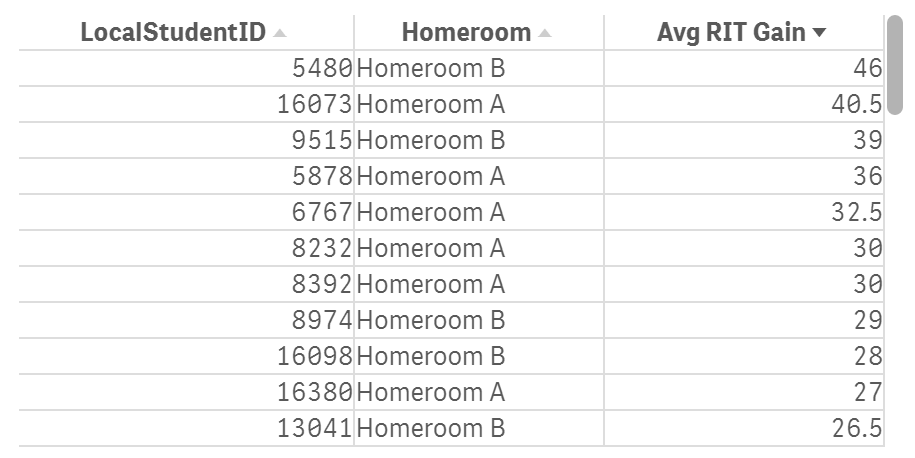 LocalStudentID Homeroom Avg RIT Gain
5480 Homeroom B 46
16073 Homeroom A 40.5
9515 Homeroom B 39
5878 Homeroom A 36
6767 Homeroom A 32.5
8232 Homeroom A 30
8392 Homeroom A 30
8974 Homeroom B 29
16098 Homeroom B 28
16380 Homeroom A 27
13041 Homeroom B 26.5